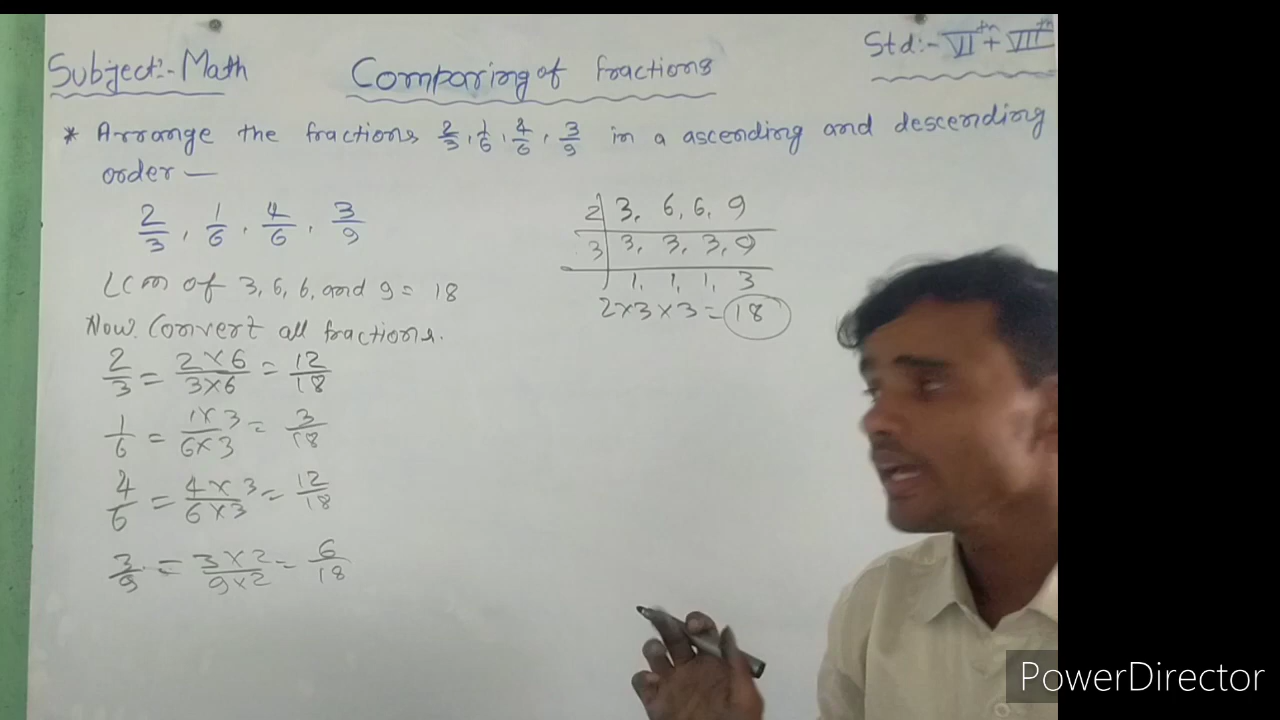 Subject:- Math
Comparing of fractions
Std:- VIth + VIIth
* Arrange the fractions 2/3, 1/6, 4/6, 3/9 in a ascending and descending
order —
2/3, 1/6, 4/6, 3/9
LCM of 3, 6, 6, and 9 = 18
Now. Convert all fractions.
2/3 = 2×6/3×6 = 12/18
1/6 = 1×3/6×3 = 3/18
4/6 = 4×3/6×3 = 12/18
3/9 = 3×2/9×2 = 6/18
2| 3, 6, 6, 9
3| 3, 3, 3, 9
| 1, 1, 1, 3
2×3×3 = 18
PowerDirector